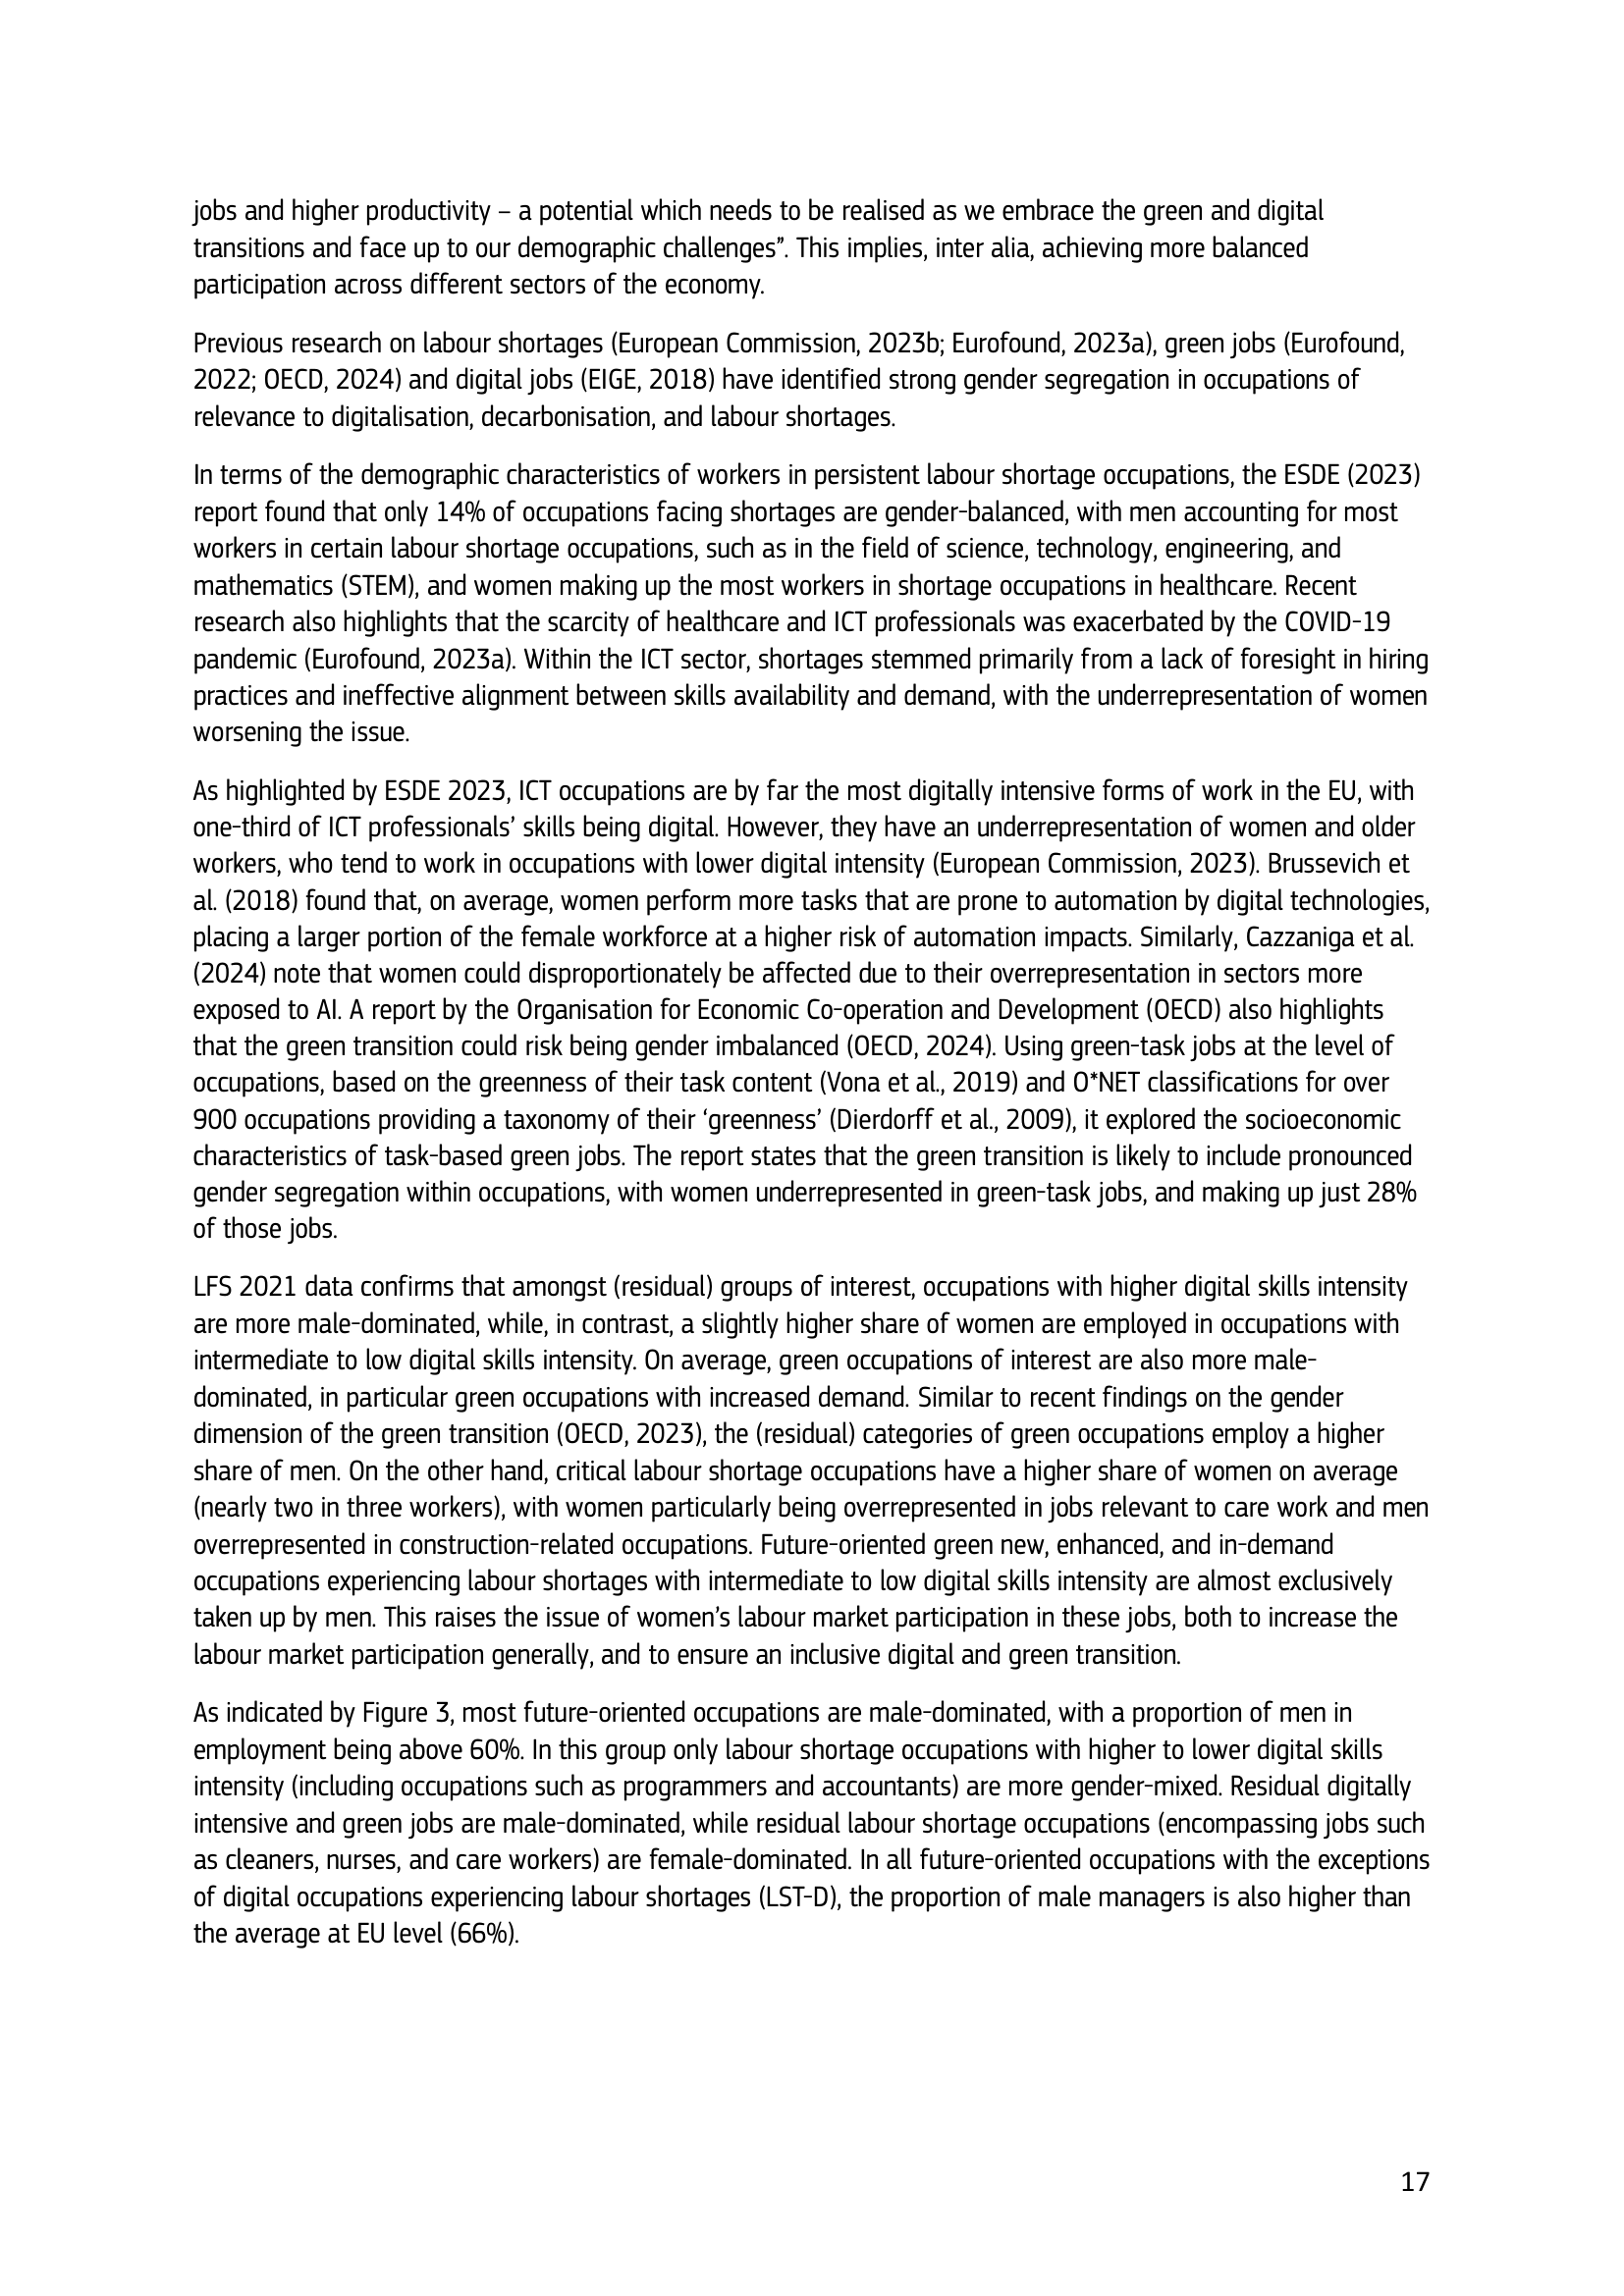 jobs and higher productivity – a potential which needs to be realised as we embrace the green and digital
transitions and face up to our demographic challenges”. This implies, inter alia, achieving more balanced
participation across different sectors of the economy.
Previous research on labour shortages (European Commission, 2023b; Eurofound, 2023a), green jobs (Eurofound,
2022; OECD, 2024) and digital jobs (EIGE, 2018) have identified strong gender segregation in occupations of
relevance to digitalisation, decarbonisation, and labour shortages.
In terms of the demographic characteristics of workers in persistent labour shortage occupations, the ESDE (2023)
report found that only 14% of occupations facing shortages are gender-balanced, with men accounting for most
workers in certain labour shortage occupations, such as in the field of science, technology, engineering, and
mathematics (STEM), and women making up the most workers in shortage occupations in healthcare. Recent
research also highlights that the scarcity of healthcare and ICT professionals was exacerbated by the COVID-19
pandemic (Eurofound, 2023a). Within the ICT sector, shortages stemmed primarily from a lack of foresight in hiring
practices and ineffective alignment between skills availability and demand, with the underrepresentation of women
worsening the issue.
As highlighted by ESDE 2023, ICT occupations are by far the most digitally intensive forms of work in the EU, with
one-third of ICT professionals’ skills being digital. However, they have an underrepresentation of women and older
workers, who tend to work in occupations with lower digital intensity (European Commission, 2023). Brussevich et
al. (2018) found that, on average, women perform more tasks that are prone to automation by digital technologies,
placing a larger portion of the female workforce at a higher risk of automation impacts. Similarly, Cazzaniga et al.
(2024) note that women could disproportionately be affected due to their overrepresentation in sectors more
exposed to AI. A report by the Organisation for Economic Co-operation and Development (OECD) also highlights
that the green transition could risk being gender imbalanced (OECD, 2024). Using green-task jobs at the level of
occupations, based on the greenness of their task content (Vona et al., 2019) and O*NET classifications for over
900 occupations providing a taxonomy of their ‘greenness’ (Dierdorff et al., 2009), it explored the socioeconomic
characteristics of task-based green jobs. The report states that the green transition is likely to include pronounced
gender segregation within occupations, with women underrepresented in green-task jobs, and making up just 28%
of those jobs.
LFS 2021 data confirms that amongst (residual) groups of interest, occupations with higher digital skills intensity
are more male-dominated, while, in contrast, a slightly higher share of women are employed in occupations with
intermediate to low digital skills intensity. On average, green occupations of interest are also more male-
dominated, in particular green occupations with increased demand. Similar to recent findings on the gender
dimension of the green transition (OECD, 2023), the (residual) categories of green occupations employ a higher
share of men. On the other hand, critical labour shortage occupations have a higher share of women on average
(nearly two in three workers), with women particularly being overrepresented in jobs relevant to care work and men
overrepresented in construction-related occupations. Future-oriented green new, enhanced, and in-demand
occupations experiencing labour shortages with intermediate to low digital skills intensity are almost exclusively
taken up by men. This raises the issue of women’s labour market participation in these jobs, both to increase the
labour market participation generally, and to ensure an inclusive digital and green transition.
As indicated by Figure 3, most future-oriented occupations are male-dominated, with a proportion of men in
employment being above 60%. In this group only labour shortage occupations with higher to lower digital skills
intensity (including occupations such as programmers and accountants) are more gender-mixed. Residual digitally
intensive and green jobs are male-dominated, while residual labour shortage occupations (encompassing jobs such
as cleaners, nurses, and care workers) are female-dominated. In all future-oriented occupations with the exceptions
of digital occupations experiencing labour shortages (LST-D), the proportion of male managers is also higher than
the average at EU level (66%).
17